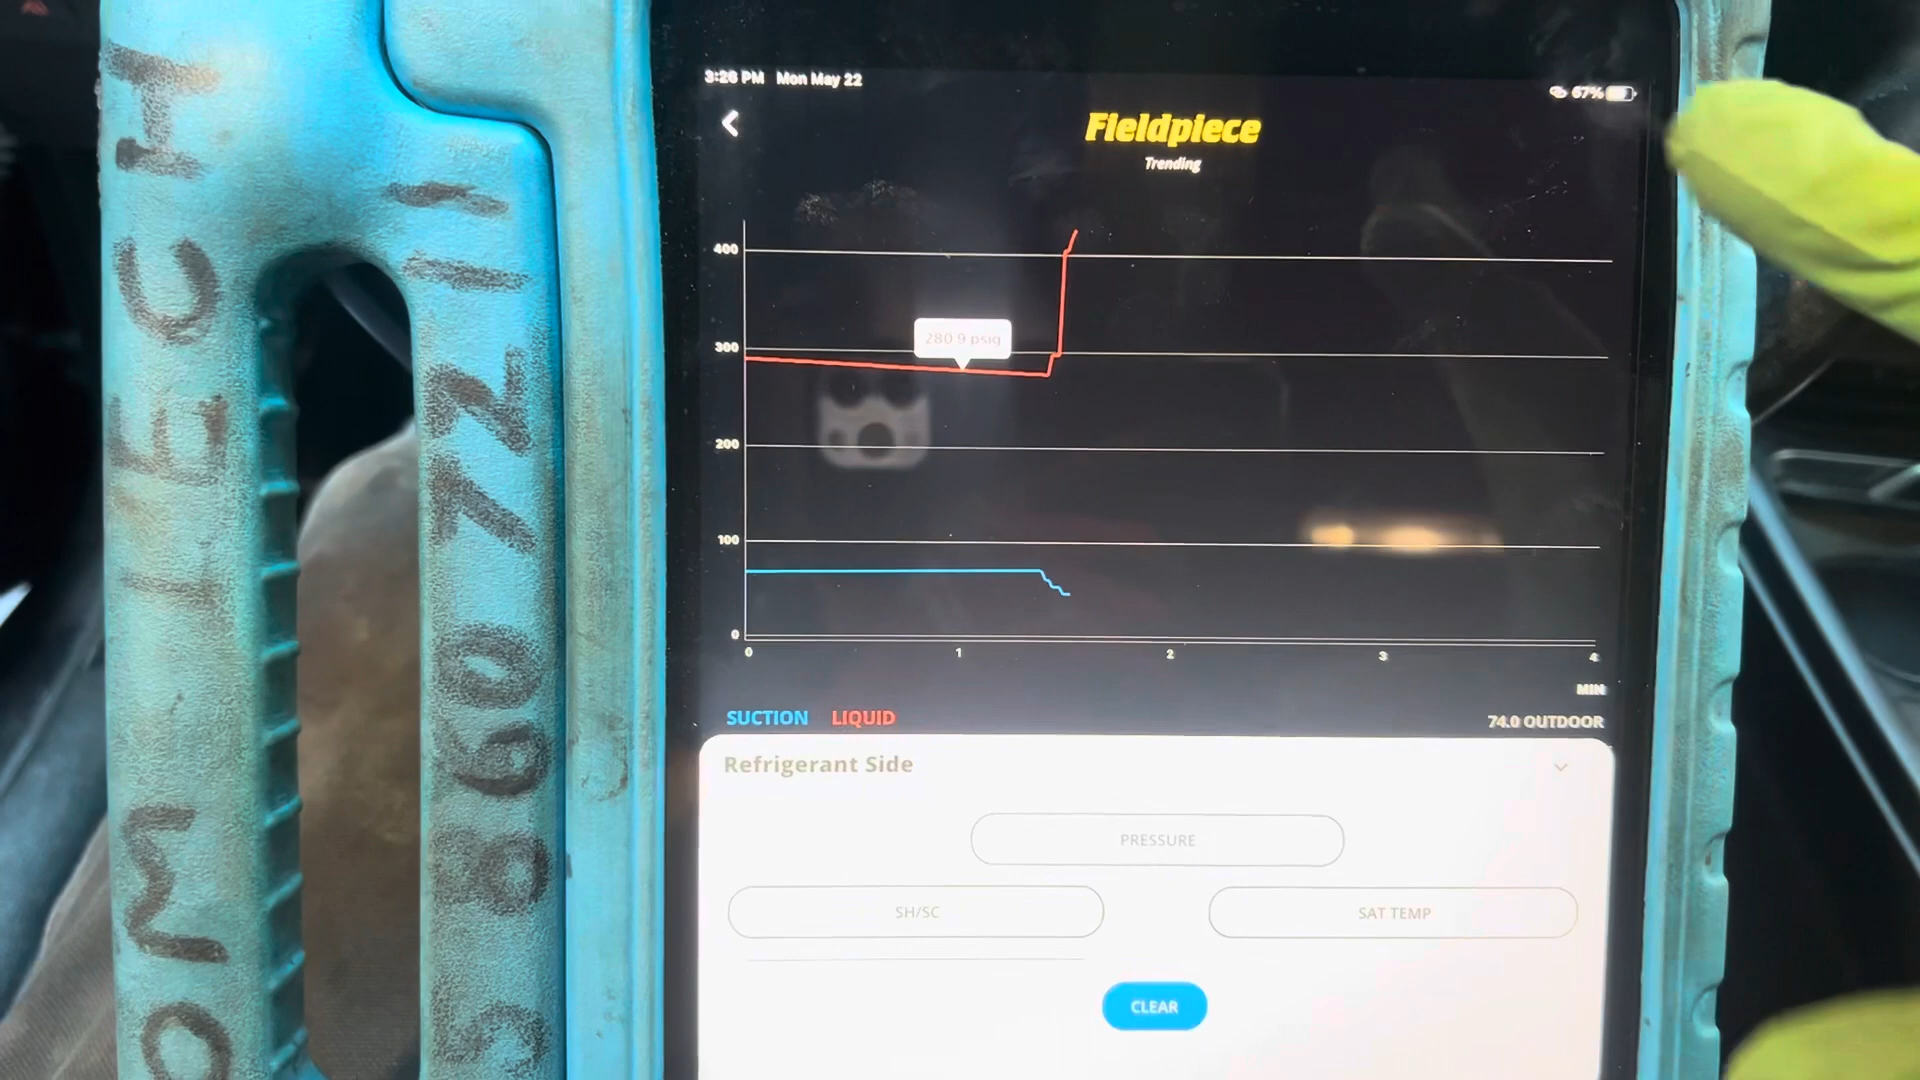 3:26 PM Mon May 22
67%
Fieldpiece
Trending
400
300
200
100
0
280.9 psig
0 1 2 3 4
MIN
SUCTION LIQUID
74.0 OUTDOOR
Refrigerant Side
PRESSURE
SH/SC
SAT TEMP
CLEAR